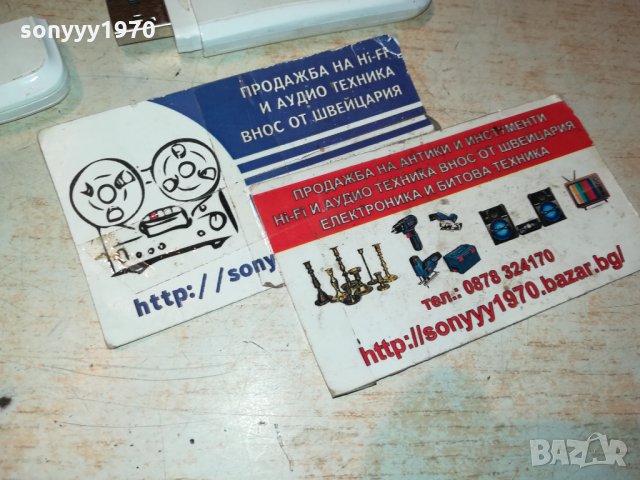 sonyyy1970
ПРОДАЖБА НА Hi-Fi
И АУДИО ТЕХНИКА
ВНОС ОТ ШВЕЙЦАРИЯ
http://sony
ПРОДАЖБА НА АНТИКИ И ИНСТУМЕНТИ
Hi-Fi И АУДИО ТЕХНИКА ВНОС ОТ ШВЕЙЦАРИЯ
ЕЛЕКТРОНИКА И БИТОВА ТЕХНИКА
тел.: 0878 324170
http://sonyyy1970.bazar.bg/
bazar